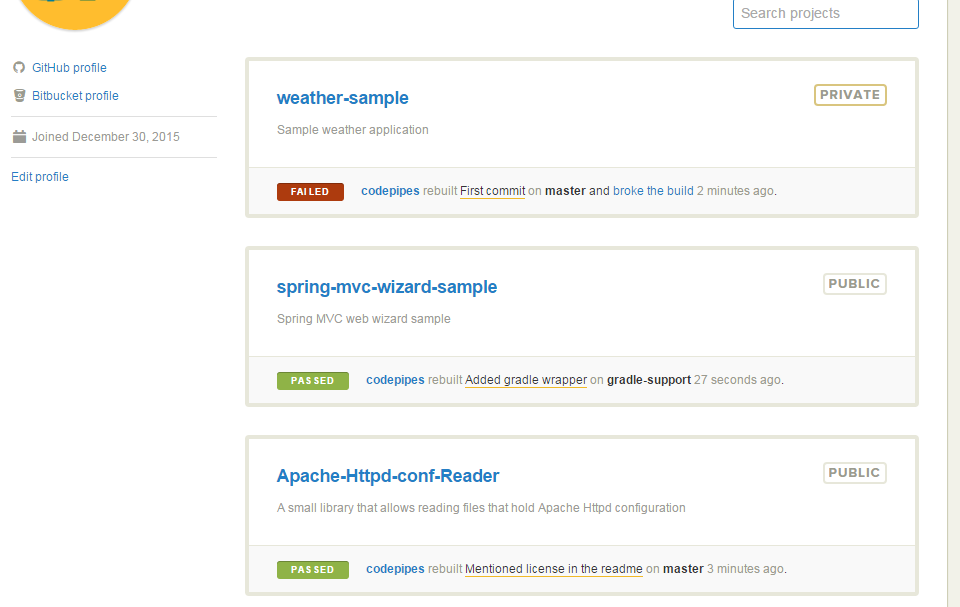 Search projects
GitHub profile
Bitbucket profile
Joined December 30, 2015
Edit profile
weather-sample
PRIVATE
Sample weather application
FAILED codepipes rebuilt First commit on master and broke the build 2 minutes ago.
spring-mvc-wizard-sample
PUBLIC
Spring MVC web wizard sample
PASSED codepipes rebuilt Added gradle wrapper on gradle-support 27 seconds ago.
Apache-Httpd-conf-Reader
PUBLIC
A small library that allows reading files that hold Apache Httpd configuration
PASSED codepipes rebuilt Mentioned license in the readme on master 3 minutes ago.